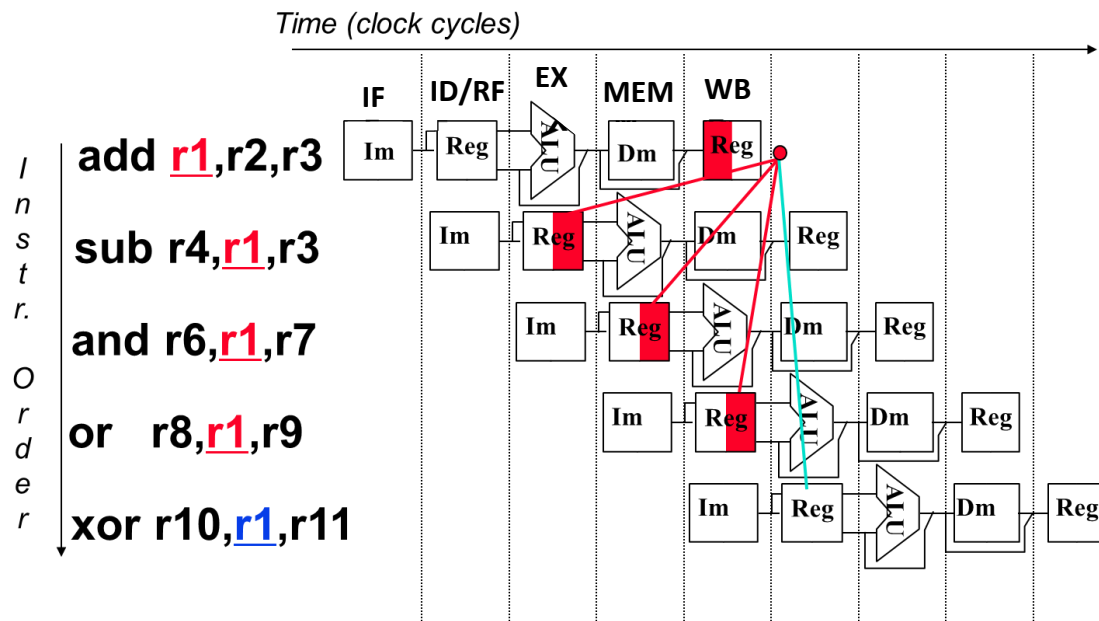 Time (clock cycles)
IF ID/RF EX MEM WB
Instr. Order
add r1,r2,r3 Im Reg ALU Dm Reg
sub r4,r1,r3 Im Reg ALU Dm Reg
and r6,r1,r7 Im Reg ALU Dm Reg
or r8,r1,r9 Im Reg ALU Dm Reg
xor r10,r1,r11 Im Reg ALU Dm Reg